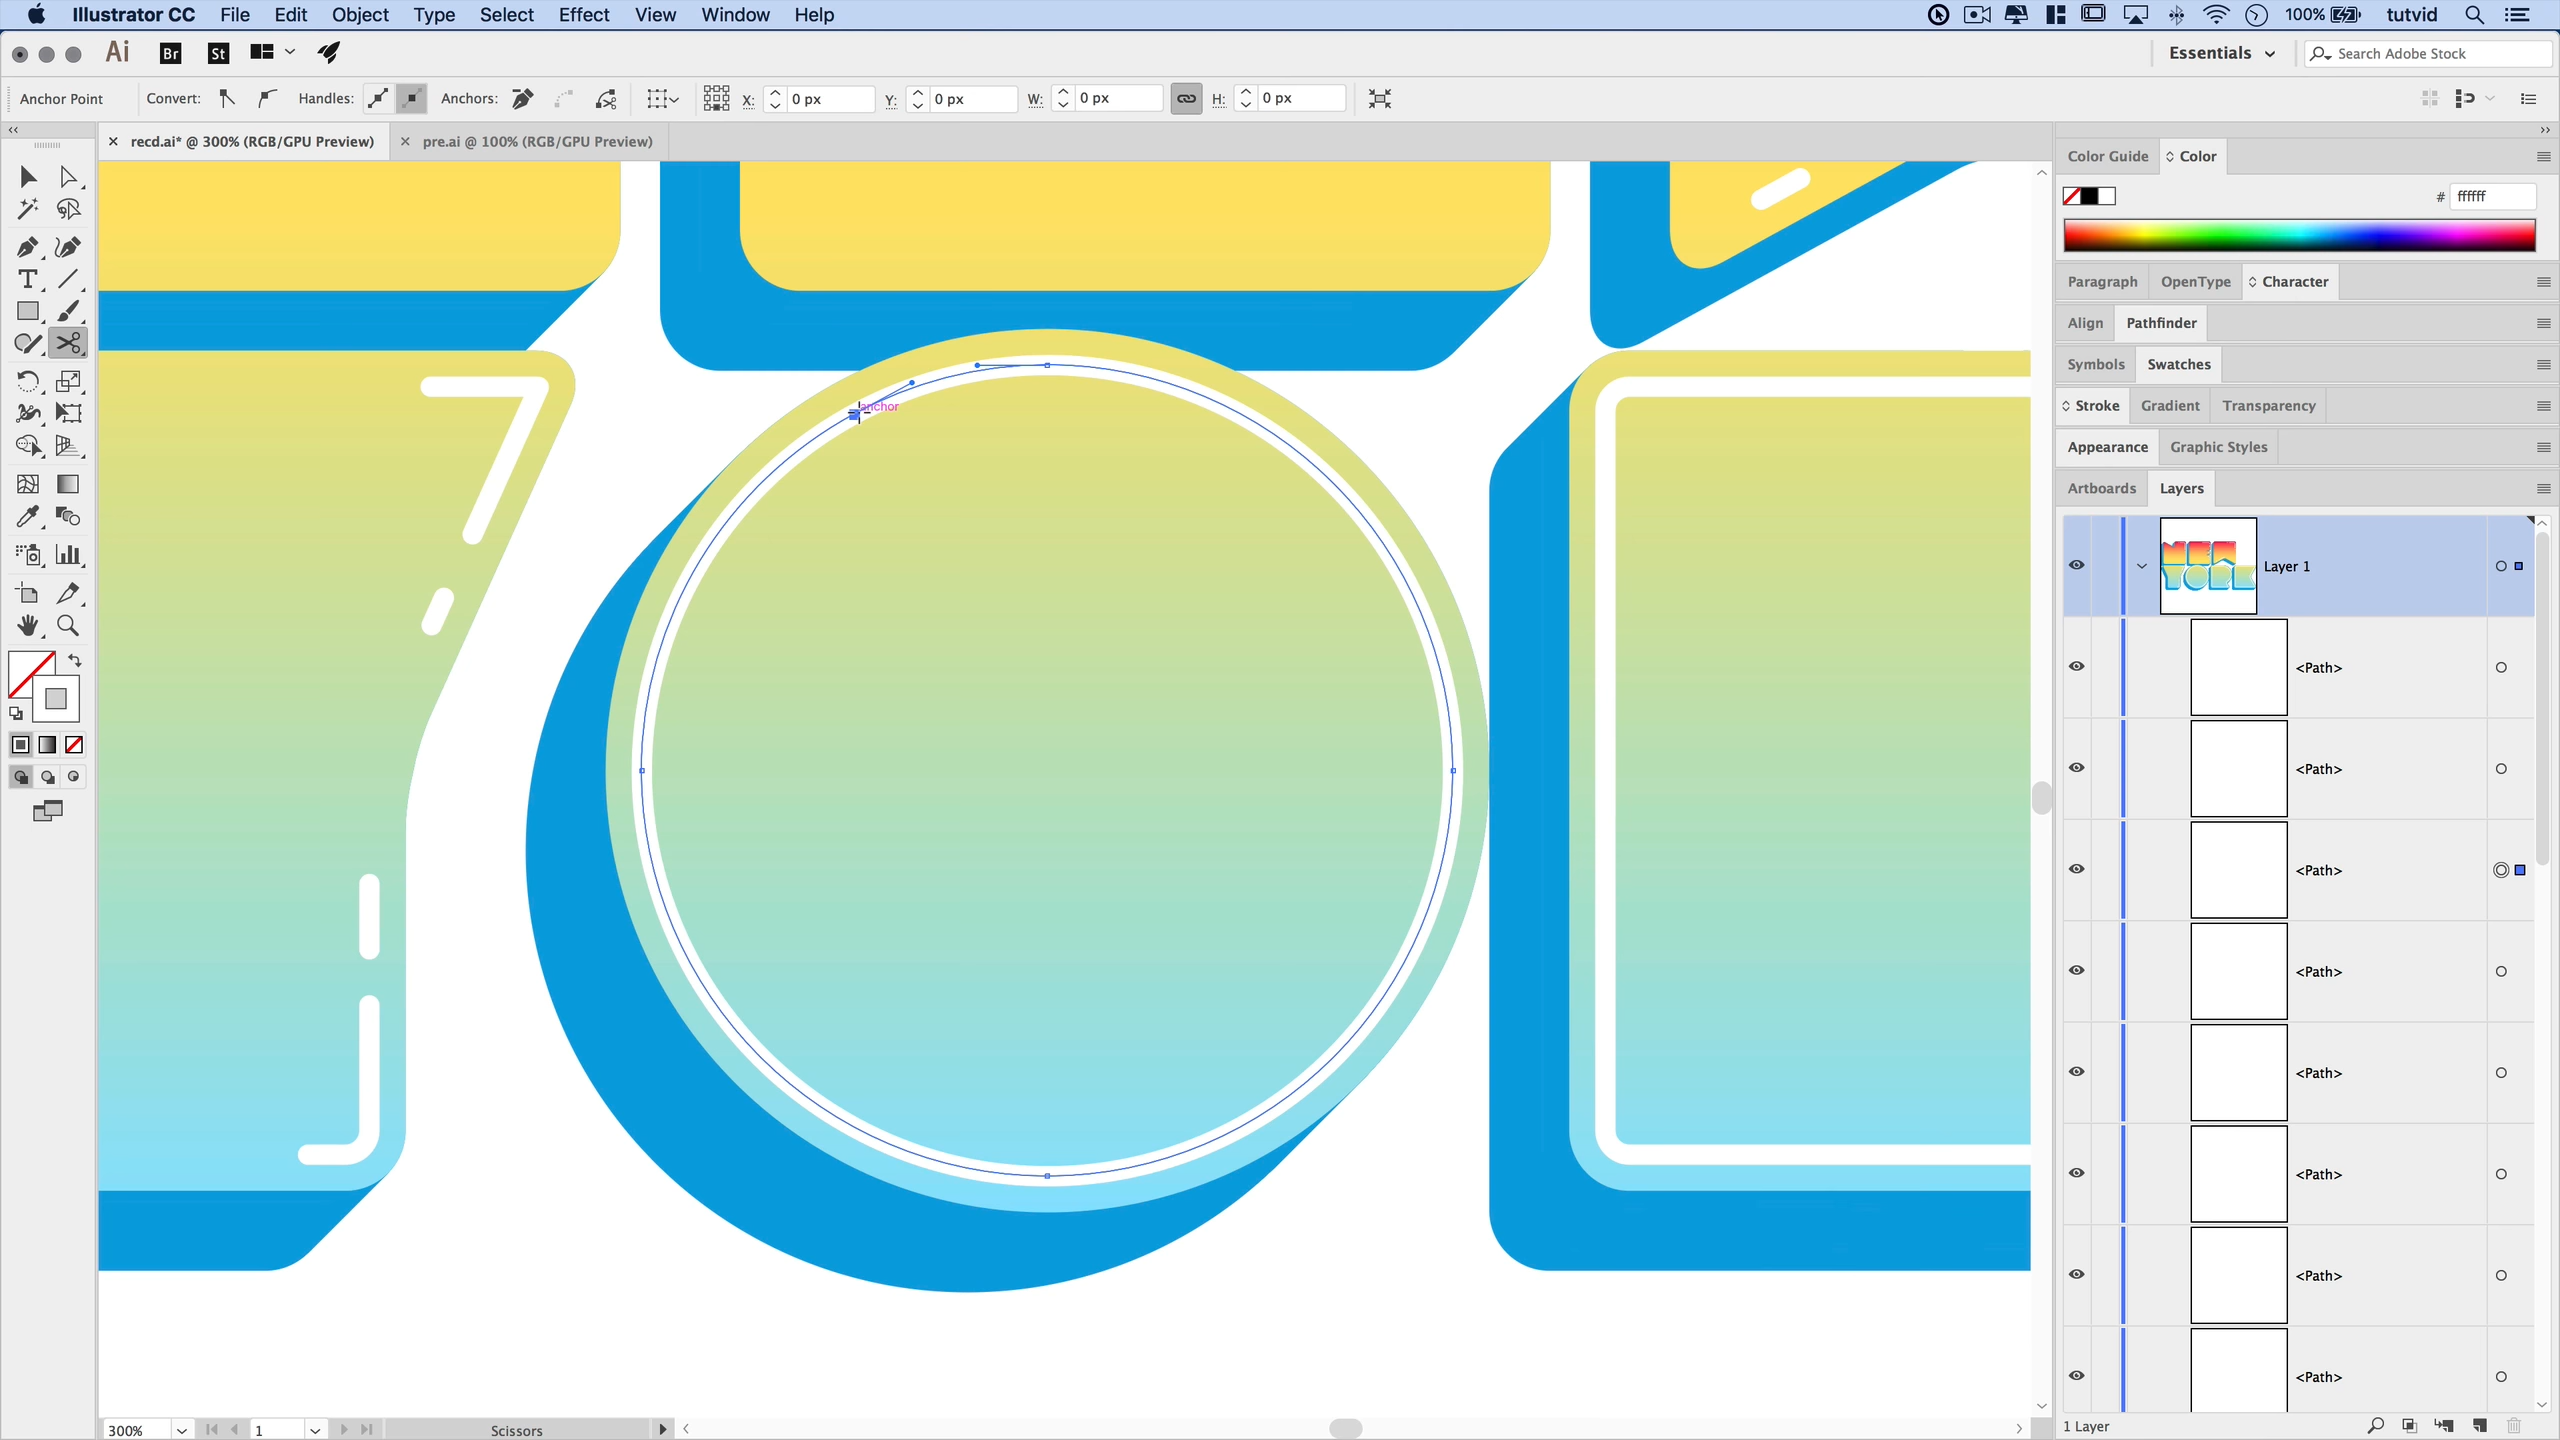 Illustrator CC File Edit Object Type Select Effect View Window Help 100% tutvid
Ai Br St Essentials Search Adobe Stock
Anchor Point Convert: Handles: Anchors: X: 0 px Y: 0 px W: 0 px H: 0 px
recd.ai* @ 300% (RGB/GPU Preview) pre.ai @ 100% (RGB/GPU Preview)
Color Guide Color
# ffffff
Paragraph OpenType Character
Align Pathfinder
Symbols Swatches
Stroke Gradient Transparency
Appearance Graphic Styles
Artboards Layers
anchor
NEW
YORK
Layer 1
<Path>
<Path>
<Path>
<Path>
<Path>
<Path>
<Path>
<Path>
300% 1 Scissors
1 Layer